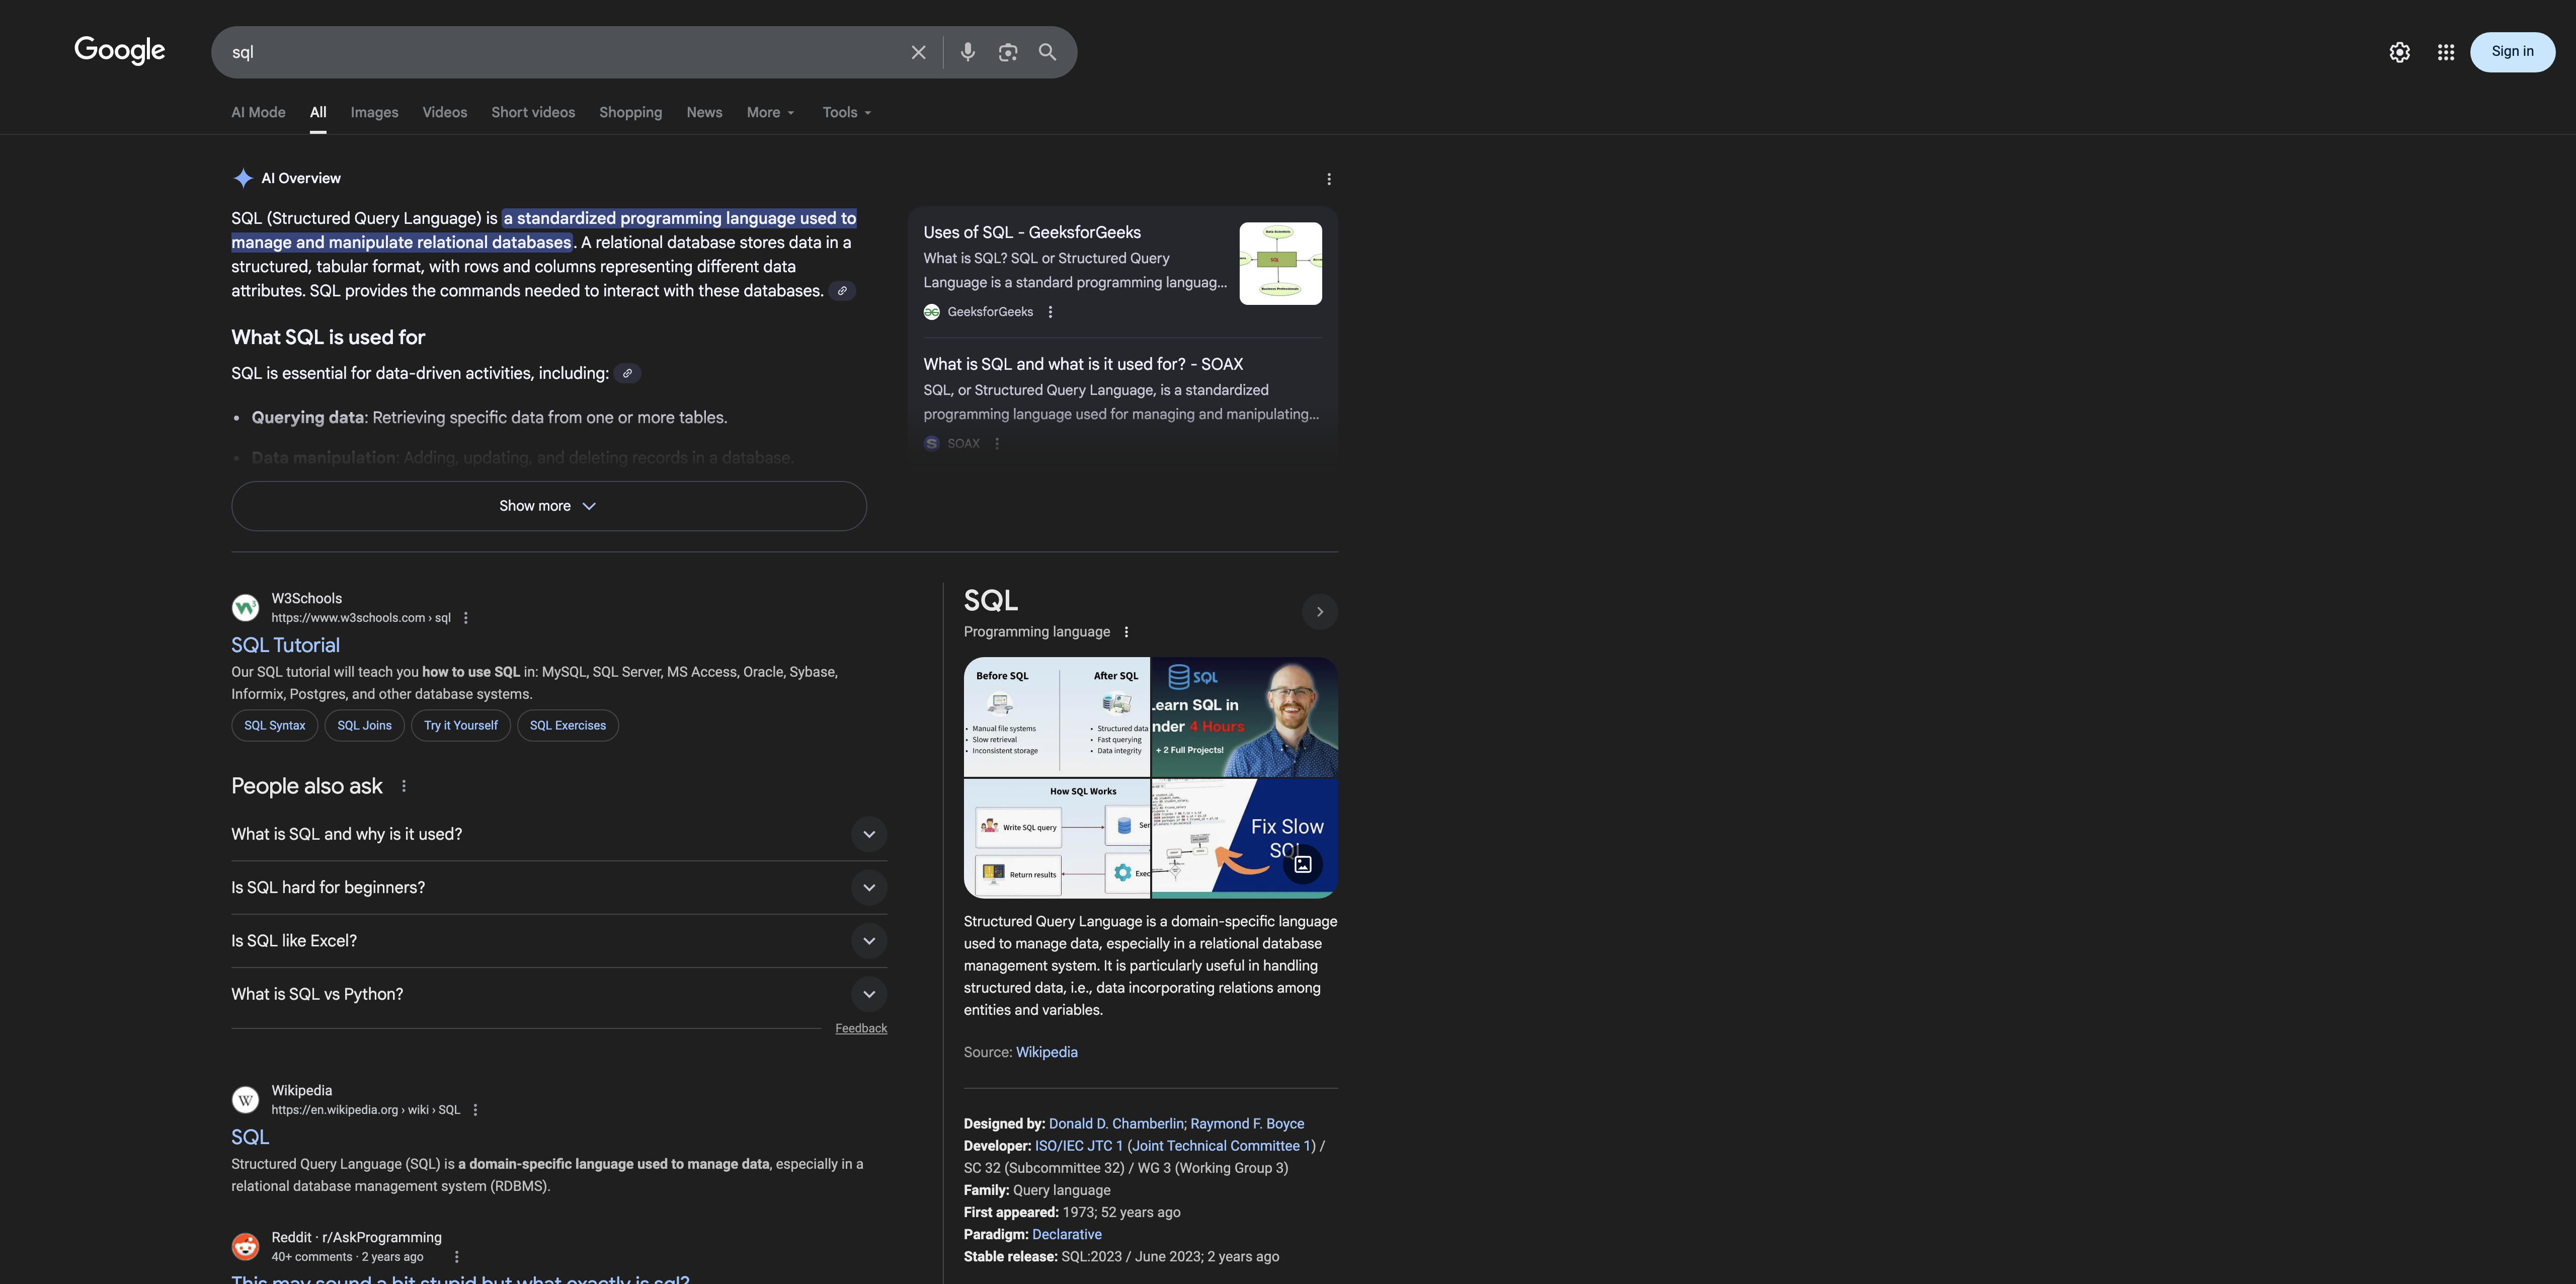 Google
sql
Sign in
AI Mode
All
Images
Videos
Short videos
Shopping
News
More
Tools
AI Overview
SQL (Structured Query Language) is a standardized programming language used to
manage and manipulate relational databases. A relational database stores data in a
structured, tabular format, with rows and columns representing different data
attributes. SQL provides the commands needed to interact with these databases.
What SQL is used for
SQL is essential for data-driven activities, including:
• Querying data: Retrieving specific data from one or more tables.
• Data manipulation: Adding, updating, and deleting records in a database.
Show more
Uses of SQL - GeeksforGeeks
What is SQL? SQL or Structured Query
Language is a standard programming languag...
GeeksforGeeks
Data Scientists
SQL
Business Professionals
What is SQL and what is it used for? - SOAX
SQL, or Structured Query Language, is a standardized
programming language used for managing and manipulating...
SOAX
W3Schools
https://www.w3schools.com › sql
SQL Tutorial
Our SQL tutorial will teach you how to use SQL in: MySQL, SQL Server, MS Access, Oracle, Sybase,
Informix, Postgres, and other database systems.
SQL Syntax
SQL Joins
Try it Yourself
SQL Exercises
People also ask
What is SQL and why is it used?
Is SQL hard for beginners?
Is SQL like Excel?
What is SQL vs Python?
Feedback
Wikipedia
https://en.wikipedia.org › wiki › SQL
SQL
Structured Query Language (SQL) is a domain-specific language used to manage data, especially in a
relational database management system (RDBMS).
Reddit · r/AskProgramming
40+ comments · 2 years ago
This may sound a bit stupid but what exactly is sql?
SQL
Programming language
Before SQL
• Manual file systems
• Slow retrieval
• Inconsistent storage
After SQL
• Structured data
• Fast querying
• Data integrity
SQL
earn SQL in
nder 4 Hours
+ 2 Full Projects!
How SQL Works
Write SQL query
Ser
Return results
Exec
Fix Slow
SQL
Structured Query Language is a domain-specific language
used to manage data, especially in a relational database
management system. It is particularly useful in handling
structured data, i.e., data incorporating relations among
entities and variables.
Source: Wikipedia
Designed by: Donald D. Chamberlin; Raymond F. Boyce
Developer: ISO/IEC JTC 1 (Joint Technical Committee 1) /
SC 32 (Subcommittee 32) / WG 3 (Working Group 3)
Family: Query language
First appeared: 1973; 52 years ago
Paradigm: Declarative
Stable release: SQL:2023 / June 2023; 2 years ago